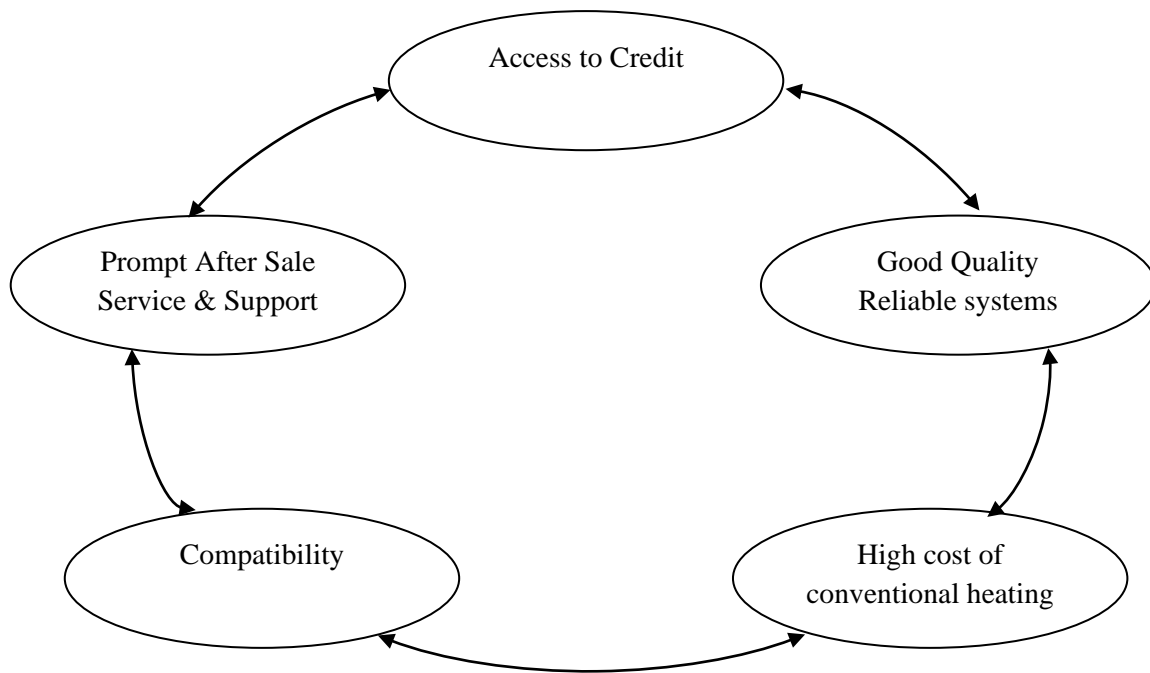 Access to Credit
Prompt After Sale
Service & Support
Good Quality
Reliable systems
Compatibility
High cost of
conventional heating